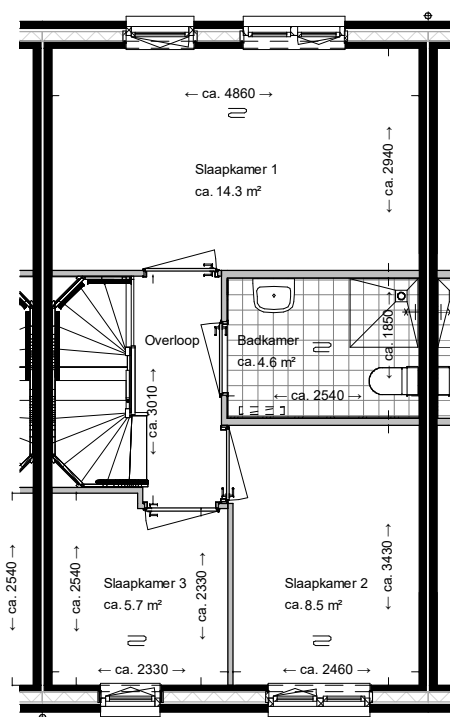 ← ca. 4860 →
Slaapkamer 1
ca. 14.3 m²
← ca. 2940 →
Overloop
Badkamer
ca. 4.6 m²
← ca. 1850 →
← ca. 2540 →
← ca. 3010 →
Slaapkamer 3
ca. 5.7 m²
Slaapkamer 2
ca. 8.5 m²
← ca. 2540 →
← ca. 2540 →
← ca. 2330 →
← ca. 3430 →
← ca. 2330 →
← ca. 2460 →